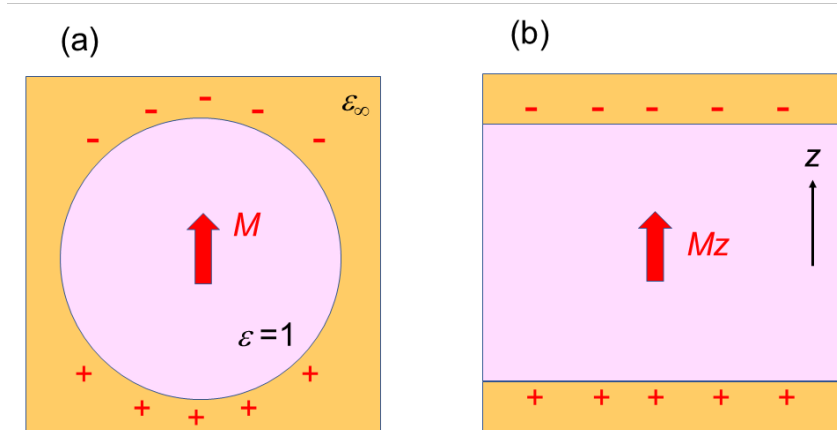 (a)
(b)
- - - - -
ε∞
- - - - -
z
M
Mz
ε =1
+ + + + +
+ + + + +